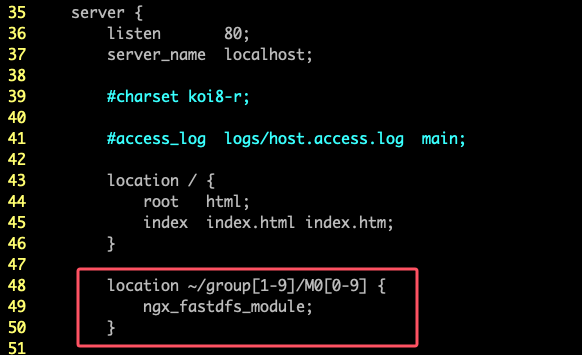 35     server {
36         listen       80;
37         server_name  localhost;
38
39         #charset koi8-r;
40
41         #access_log  logs/host.access.log  main;
42
43         location / {
44             root   html;
45             index  index.html index.htm;
46         }
47
48         location ~/group[1-9]/M0[0-9] {
49             ngx_fastdfs_module;
50         }
51